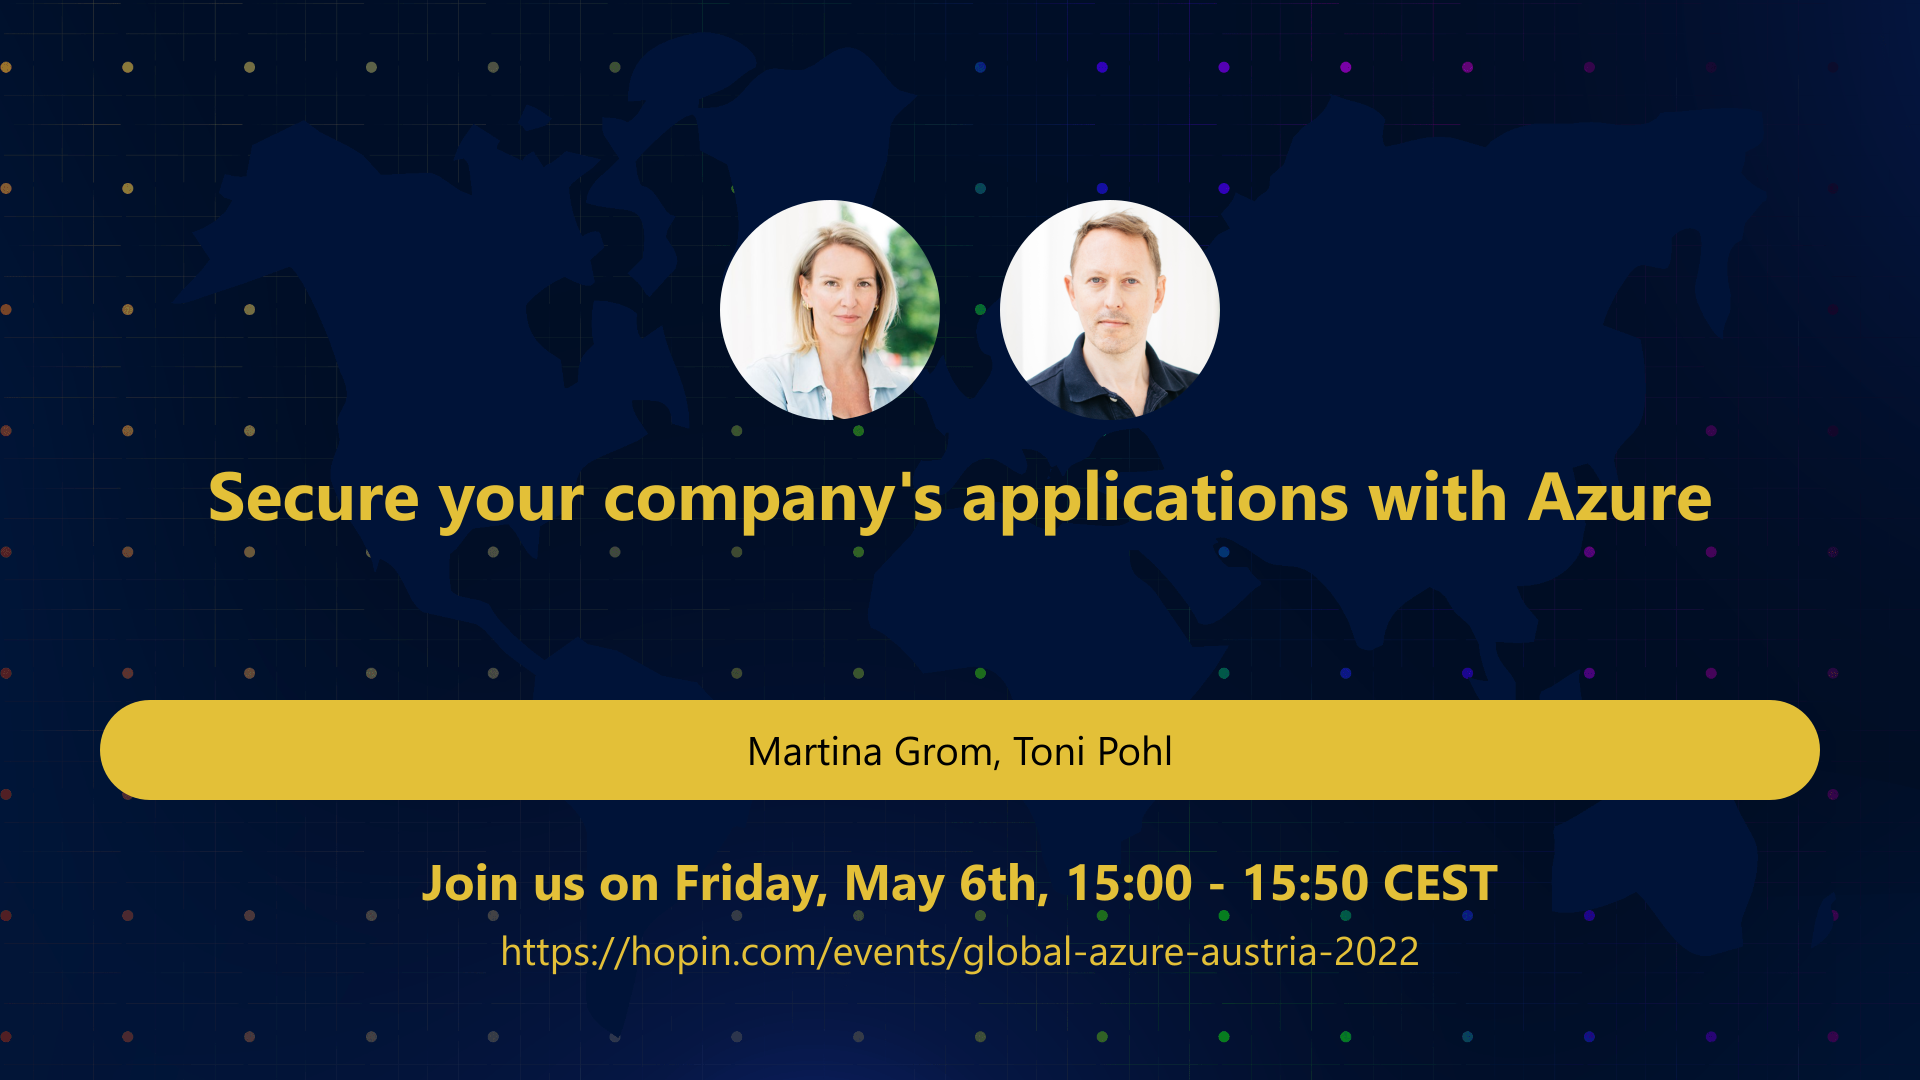 Secure your company's applications with Azure
Martina Grom, Toni Pohl
Join us on Friday, May 6th, 15:00 - 15:50 CEST
https://hopin.com/events/global-azure-austria-2022